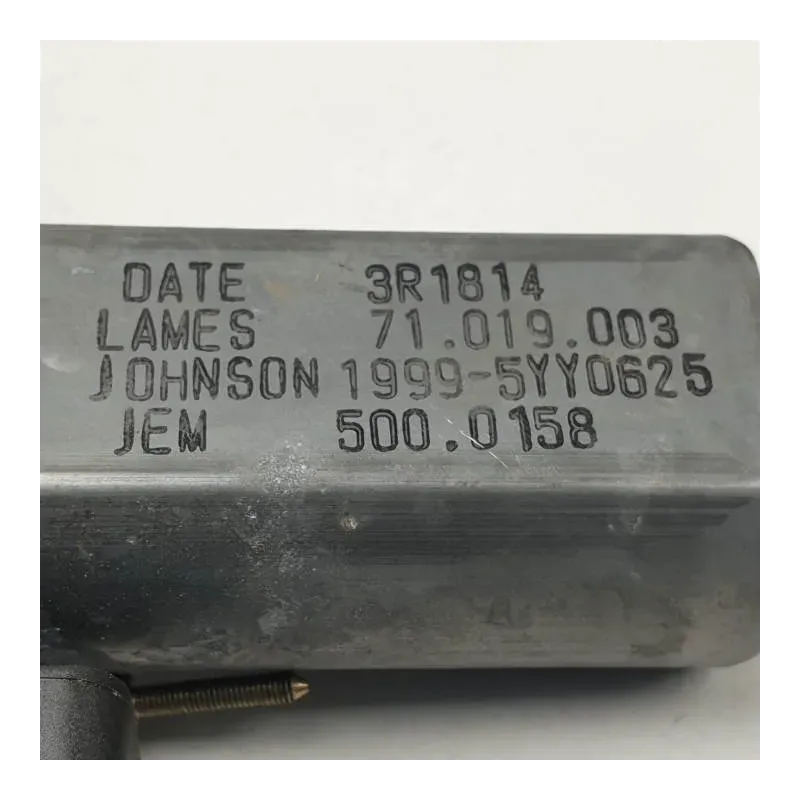 DATE 3R1814
LAMES 71.019.003
JOHNSON 1999-5YY0625
JEM 500.0158